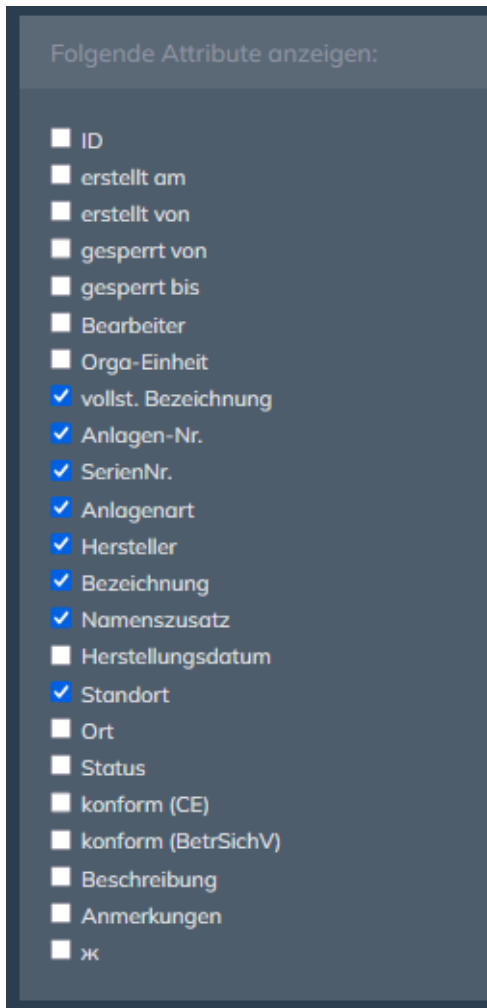 Folgende Attribute anzeigen:
ID
erstellt am
erstellt von
gesperrt von
gesperrt bis
Bearbeiter
Orga-Einheit
vollst. Bezeichnung
Anlagen-Nr.
SerienNr.
Anlagenart
Hersteller
Bezeichnung
Namenszusatz
Herstellungsdatum
Standort
Ort
Status
konform (CE)
konform (BetrSichV)
Beschreibung
Anmerkungen
ж